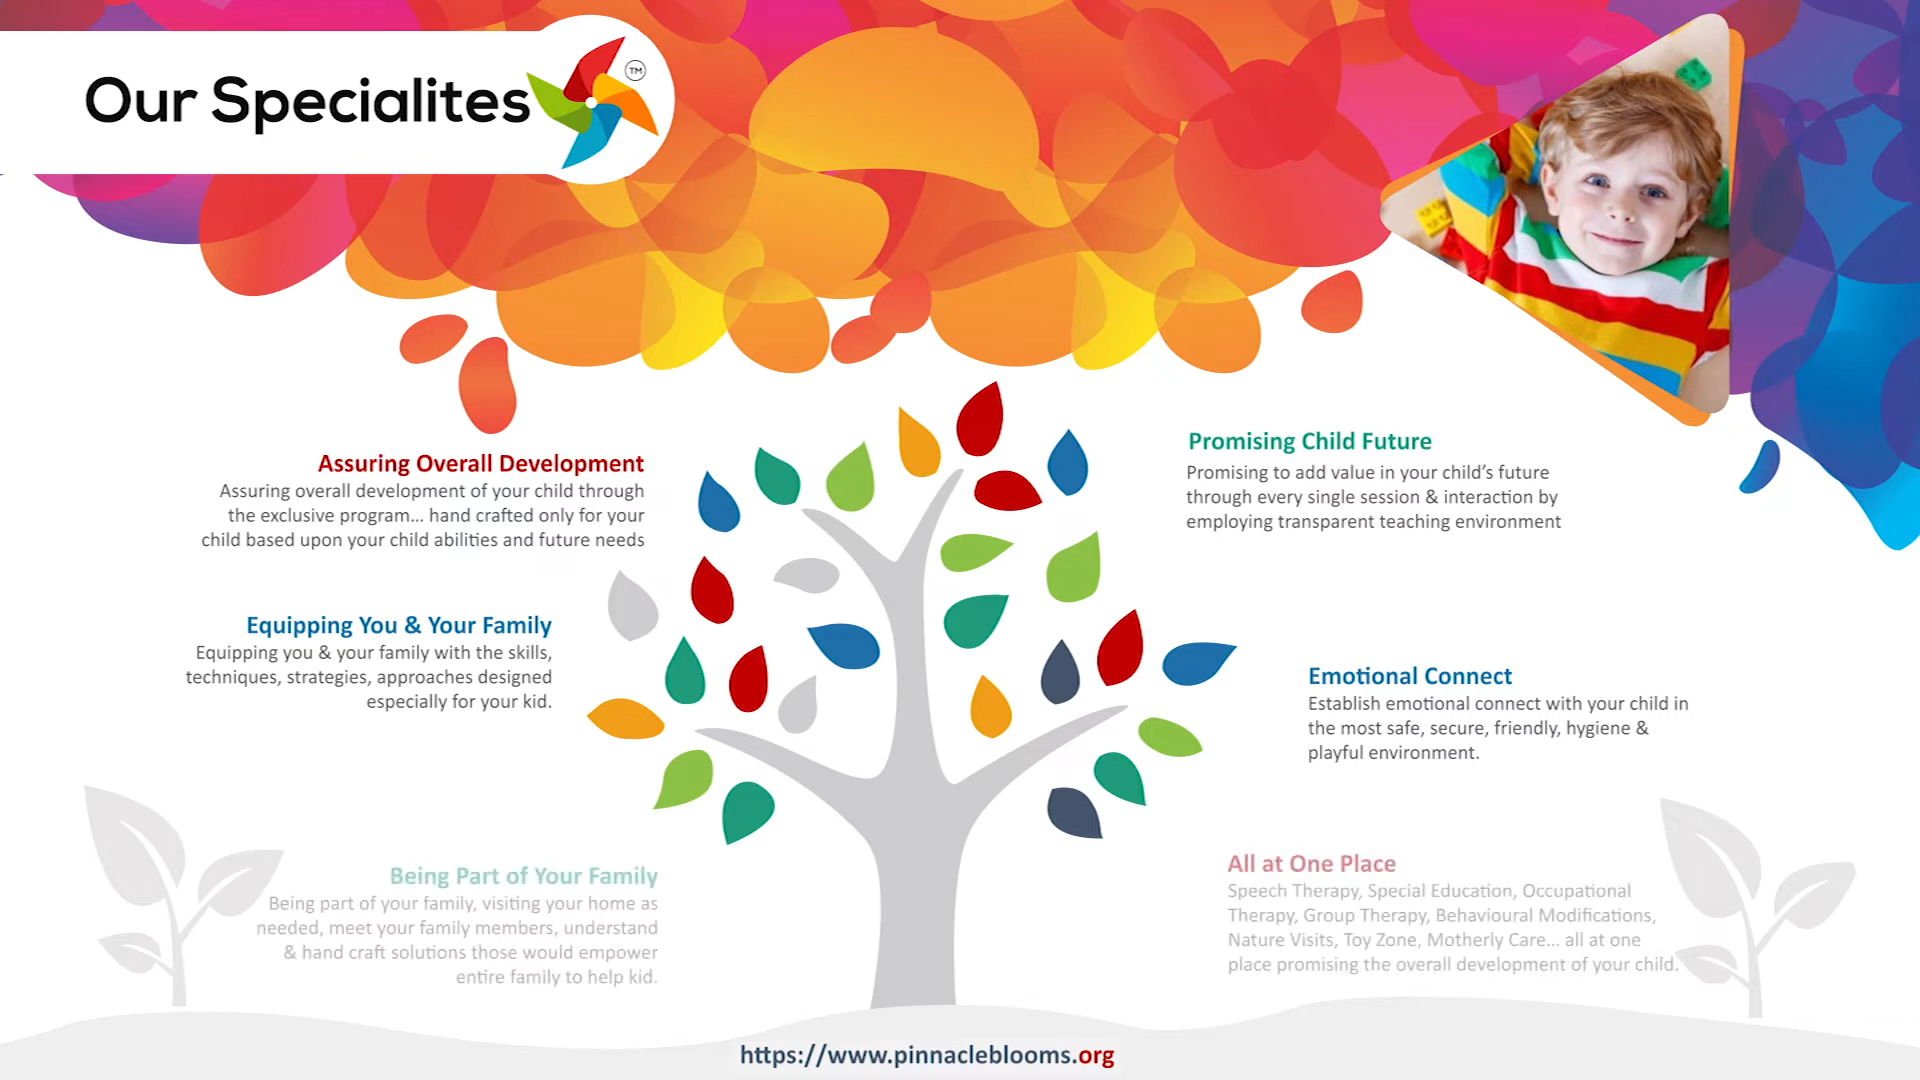 Our Specialites
TM
Assuring Overall Development
Assuring overall development of your child through
the exclusive program... hand crafted only for your
child based upon your child abilities and future needs
Equipping You & Your Family
Equipping you & your family with the skills,
techniques, strategies, approaches designed
especially for your kid.
Being Part of Your Family
Being part of your family, visiting your home as
needed, meet your family members, understand
& hand craft solutions those would empower
entire family to help kid.
Promising Child Future
Promising to add value in your child’s future
through every single session & interaction by
employing transparent teaching environment
Emotional Connect
Establish emotional connect with your child in
the most safe, secure, friendly, hygiene &
playful environment.
All at One Place
Speech Therapy, Special Education, Occupational
Therapy, Group Therapy, Behavioural Modifications,
Nature Visits, Toy Zone, Motherly Care... all at one
place promising the overall development of your child.
https://www.pinnacleblooms.org